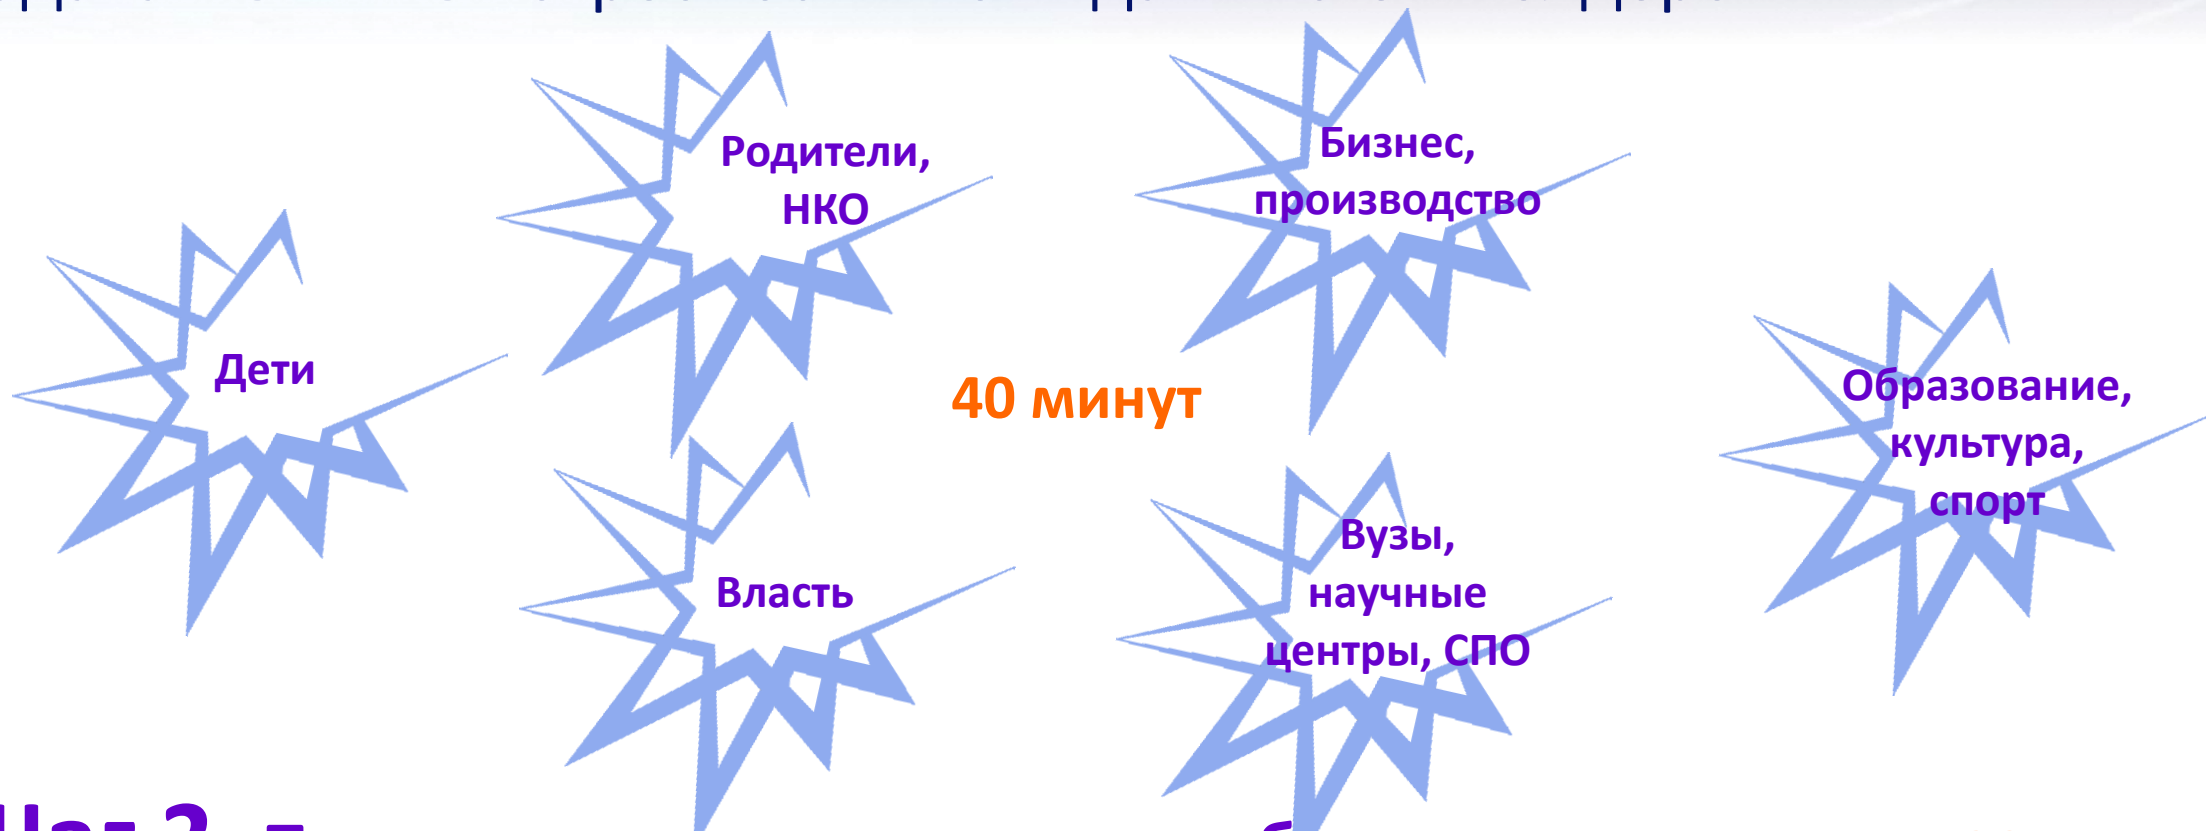 Родители,
НКО
Бизнес,
производство
Дети
40 минут
Образование,
культура,
спорт
Власть
Вузы,
научные
центры, СПО